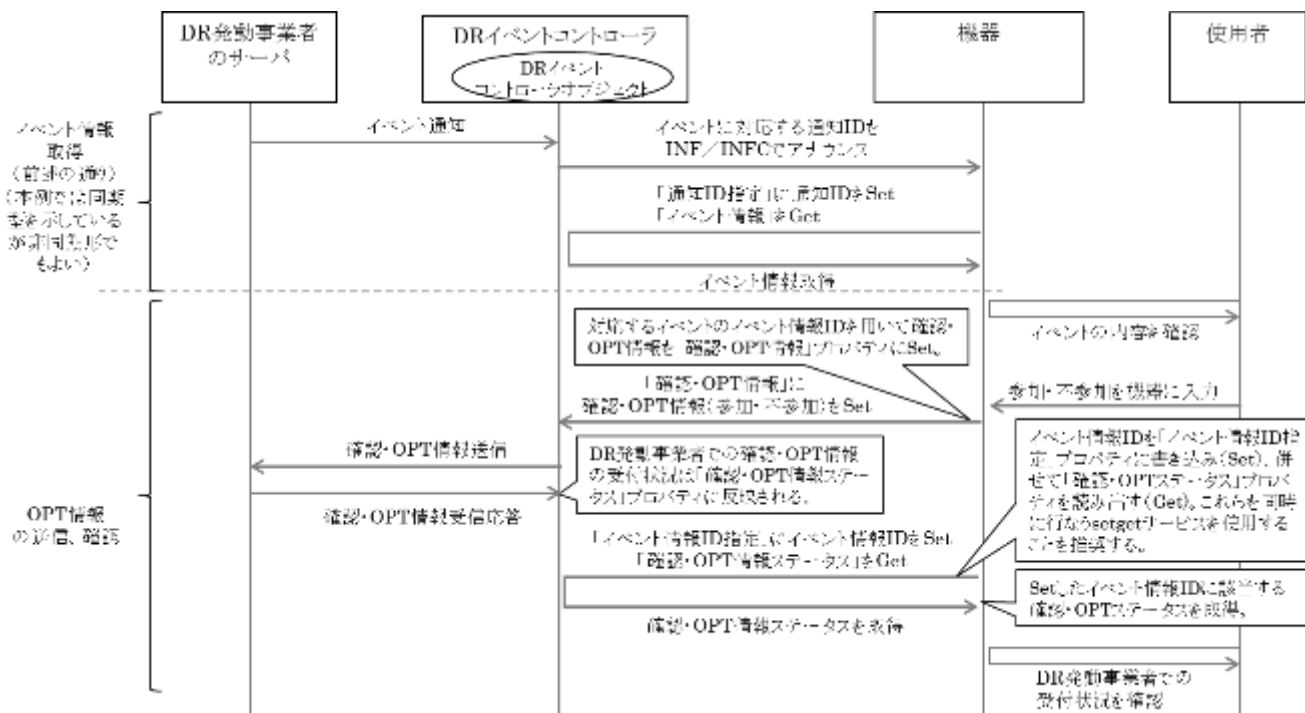 DR発動事業者
のサーバ
DRイベントコントローラ
DRイベント
コントローラオブジェクト
機器
使用者
イベント情報
取得
(前述の通り)
(本例では同期
型を示している
が非同期形で
もよい)
イベント通知
イベントに対応する通知IDを
INF／INFCでアナウンス
「通知ID指定」に通知IDをSet
「イベント情報」をGet
イベント情報取得
イベントの内容を確認
対応するイベントのイベント情報IDを用いて確認・
OPT情報を「確認・OPT情報」プロパティにSet。
「確認・OPT情報」に
確認・OPT情報(参加・不参加)をSet
参加・不参加を機器に入力
OPT情報
の送信、確認
確認・OPT情報送信
DR発動事業者での確認・OPT情報
の受付状況は「確認・OPT情報ステー
タス」プロパティに反映される。
確認・OPT情報受信応答
イベント情報IDを「イベント情報ID指
定」プロパティに書き込み(Set)、併
せて「確認・OPTステータス」プロパ
ティを読み出す(Get)。これらを同時
に行なうsetgetサービスを使用する
ことを推奨する。
「イベント情報ID指定」にイベント情報IDをSet
「確認・OPT情報ステータス」をGet
Setしたイベント情報IDに該当する
確認・OPTステータスを取得。
確認・OPT情報ステータスを取得
DR発動事業者での
受付状況を確認